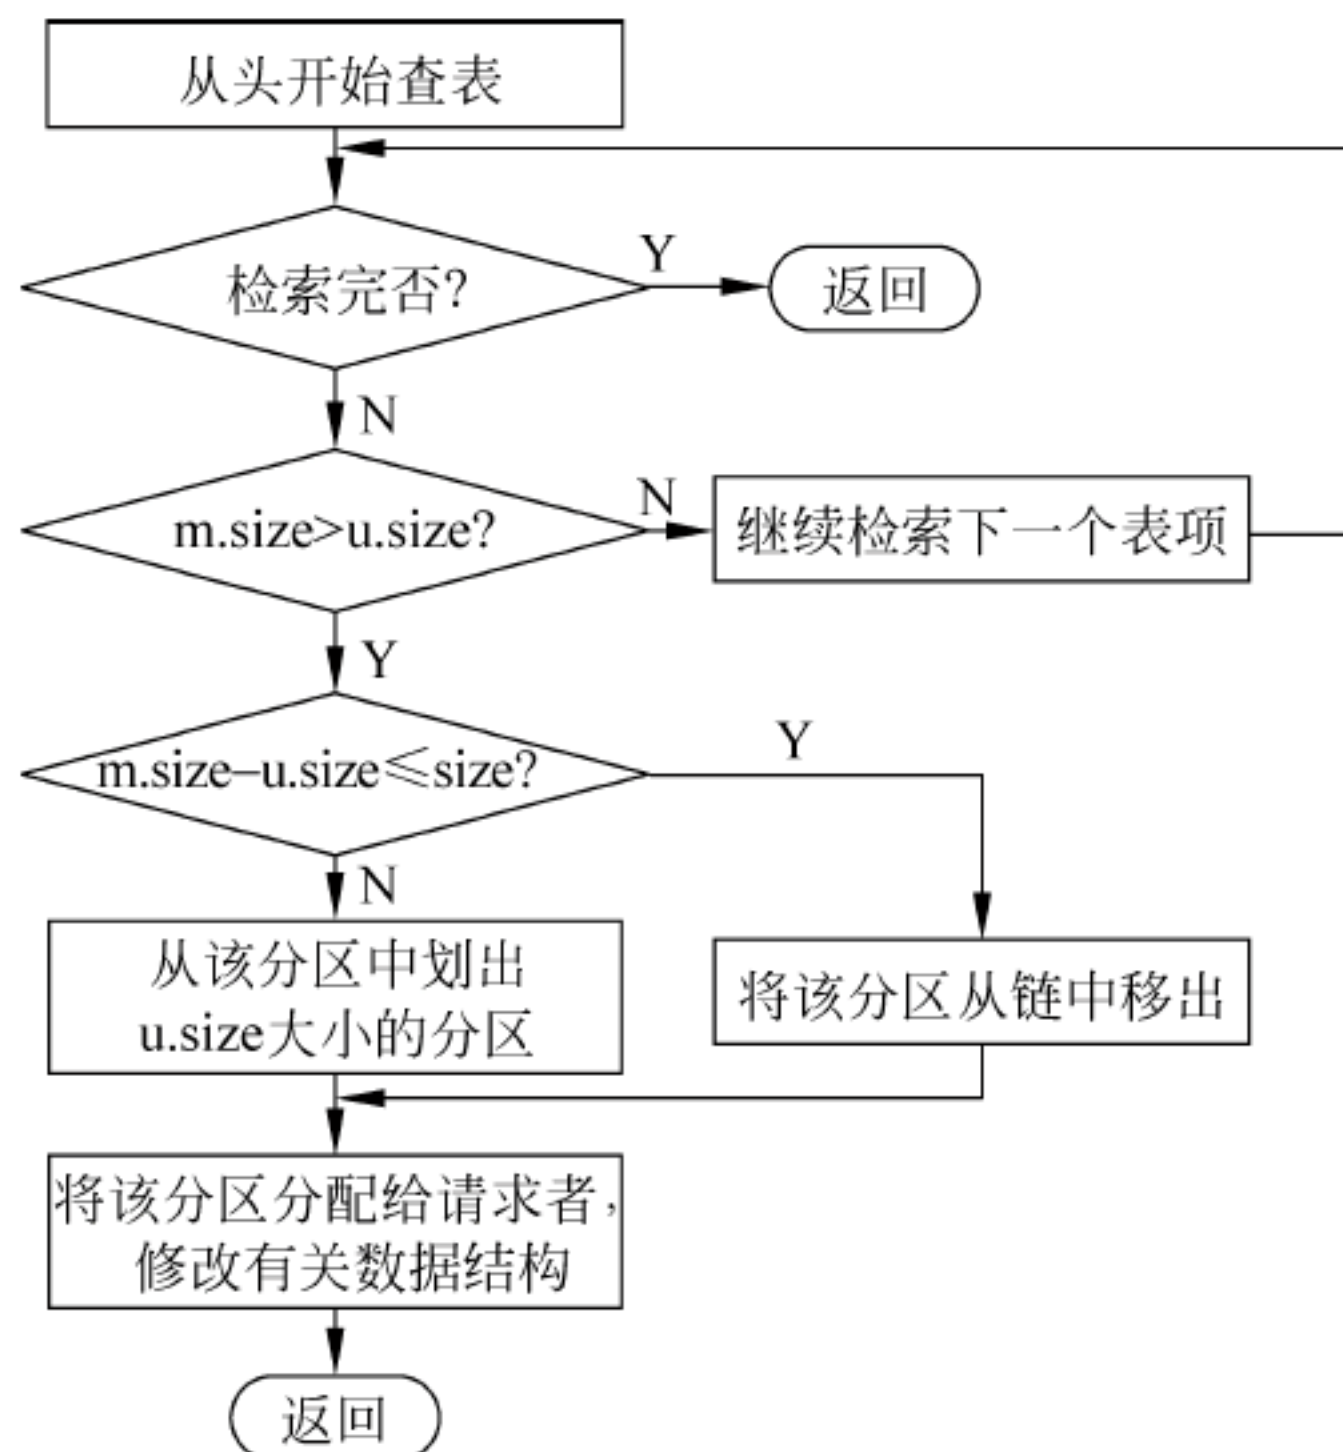 从头开始查表
检索完否?
Y
返回
N
m.size>u.size?
N
继续检索下一个表项
Y
m.size–u.size≤size?
Y
N
从该分区中划出
u.size大小的分区
将该分区从链中移出
将该分区分配给请求者,
修改有关数据结构
返回